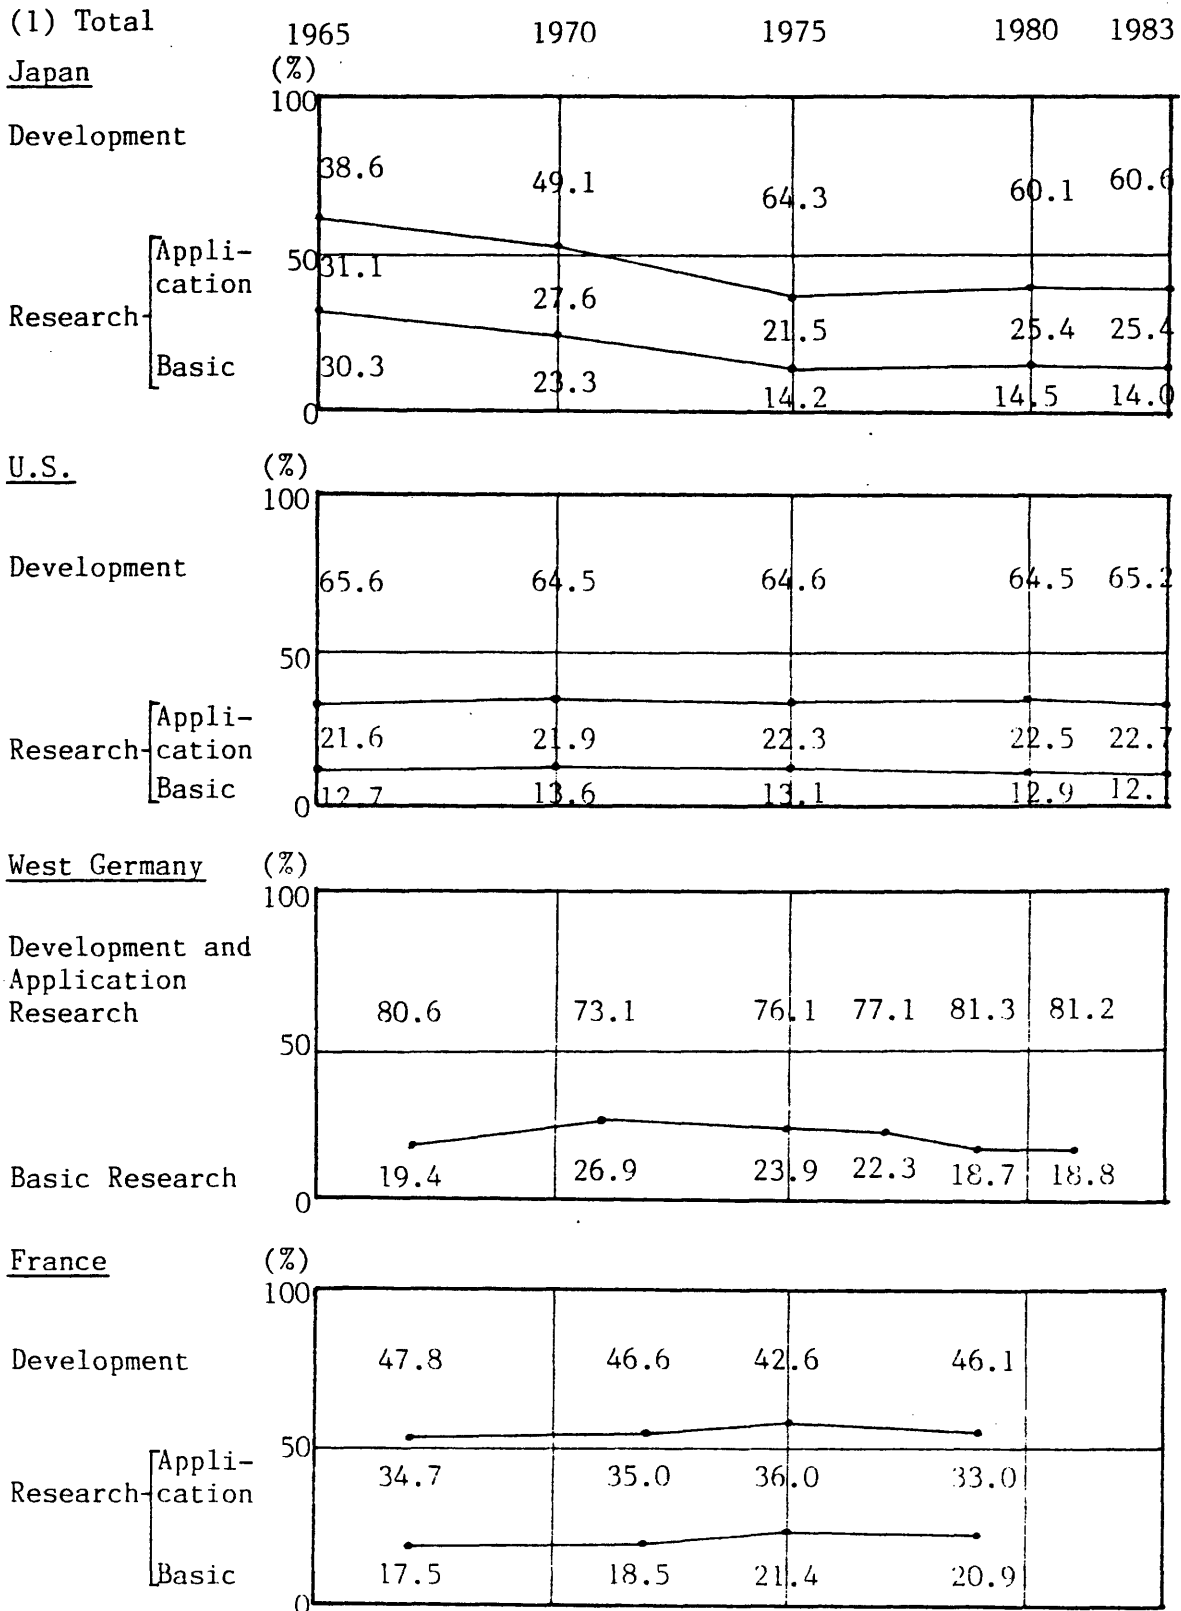 (1) Total 1965 1970 1975 1980 1983
Japan (%)
100
Development
38.6 49.1 64.3 60.1 60.6
Appli-
50
31.1
cation
27.6
Research
21.5 25.4 25.4
Basic
30.3 23.3 14.2 14.5 14.0
0
U.S. (%)
100
Development
65.6 64.5 64.6 64.5 65.2
50
Appli-
Research cation
21.6 21.9 22.3 22.5 22.7
Basic
12.7 13.6 13.1 12.9 12.1
0
West Germany (%)
100
Development and
Application
Research 80.6 73.1 76.1 77.1 81.3 81.2
50
Basic Research 19.4 26.9 23.9 22.3 18.7 18.8
0
France (%)
100
Development 47.8 46.6 42.6 46.1
50
Appli-
Research cation
34.7 35.0 36.0 33.0
Basic 17.5 18.5 21.4 20.9
0